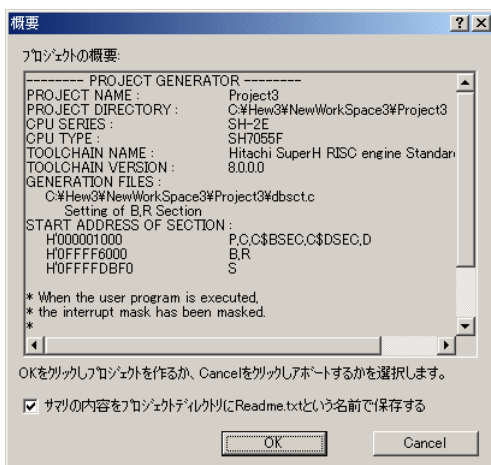 概要
プロジェクトの概要:
-------- PROJECT GENERATOR --------
PROJECT NAME : Project3
PROJECT DIRECTORY : C:¥Hew3¥NewWorkSpace3¥Project3
CPU SERIES : SH-2E
CPU TYPE : SH7055F
TOOLCHAIN NAME : Hitachi SuperH RISC engine Standar
TOOLCHAIN VERSION : 8.0.0.0
GENERATION FILES :
C:¥Hew3¥NewWorkSpace3¥Project3¥dbsct.c
Setting of B,R Section
START ADDRESS OF SECTION :
H'000001000 P,C,C$BSEC,C$DSEC,D
H'0FFFF6000 B,R
H'0FFFFDBF0 S
* When the user program is executed,
* the interrupt mask has been masked.
*
OKをクリックしプロジェクトを作るか、Cancelをクリックしアボートするかを選択します。
サマリの内容をプロジェクトディレクトリにReadme.txtという名前で保存する
OK Cancel